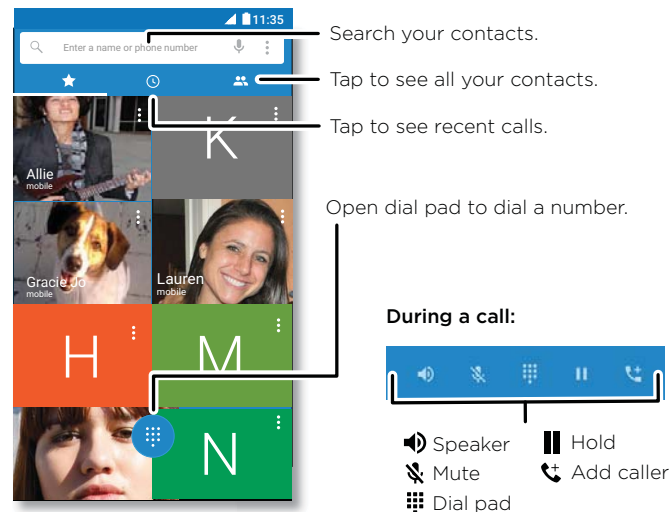 11:35
Enter a name or phone number
Search your contacts.
Tap to see all your contacts.
Tap to see recent calls.
K
Allie
mobile
Open dial pad to dial a number.
Gracie Jo
mobile
Lauren
mobile
H
M
N
During a call:
Speaker
Hold
Mute
Add caller
Dial pad